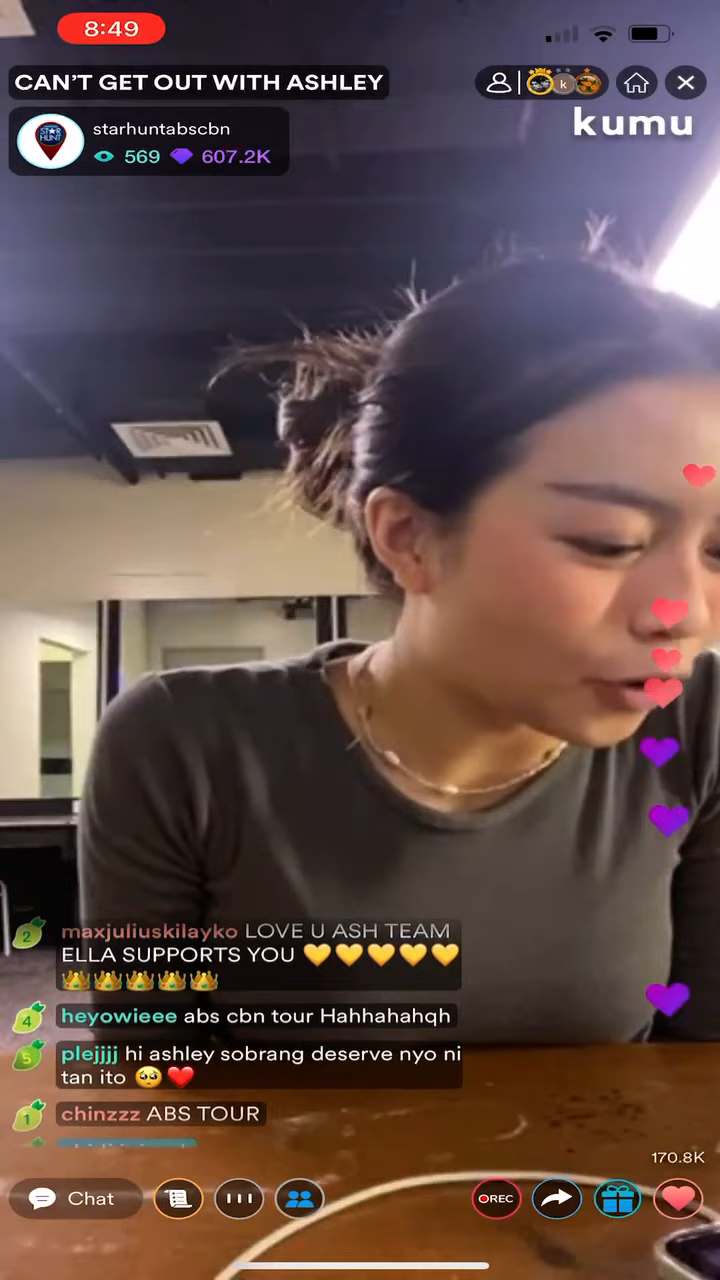 8:49
CAN'T GET OUT WITH ASHLEY
k
kumu
STAR
HUNT
starhuntabscbn
569 607.2K
2 maxjuliuskilayko LOVE U ASH TEAM
ELLA SUPPORTS YOU 💛💛💛💛💛
👑👑👑👑👑
4 heyowieee abs cbn tour Hahhahahqh
5 plejjjj hi ashley sobrang deserve nyo ni
tan ito 🥺❤️
1 chinzzz ABS TOUR
170.8K
Chat
REC